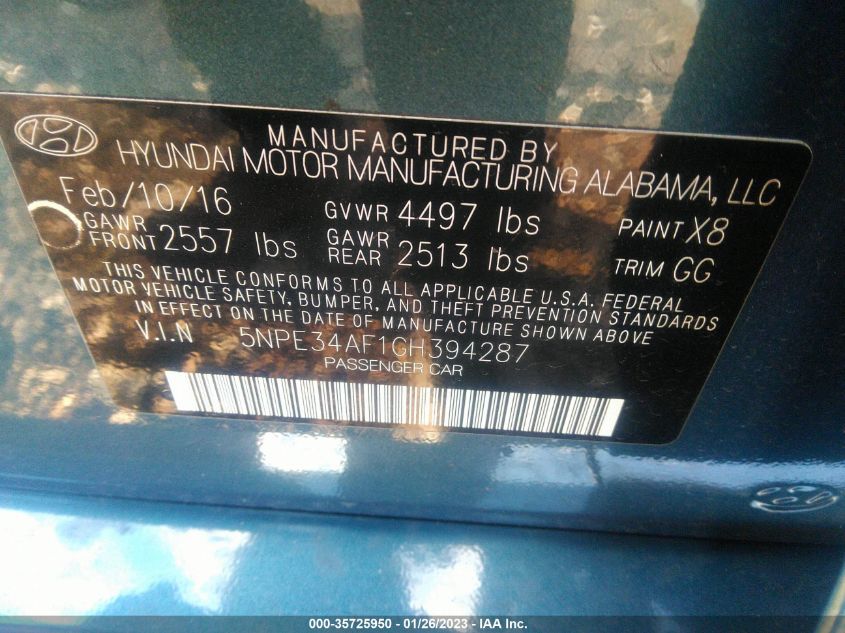 MANUFACTURED BY
HYUNDAI MOTOR MANUFACTURING ALABAMA, LLC
Feb/10/16 GVWR 4497 lbs PAINT X8
GAWR FRONT 2557 lbs GAWR REAR 2513 lbs TRIM GG
THIS VEHICLE CONFORMS TO ALL APPLICABLE U.S.A. FEDERAL
MOTOR VEHICLE SAFETY, BUMPER, AND THEFT PREVENTION STANDARDS
IN EFFECT ON THE DATE OF MANUFACTURE SHOWN ABOVE
V.I.N 5NPE34AF1GH394287
PASSENGER CAR
000-35725950 - 01/26/2023 - IAA Inc.